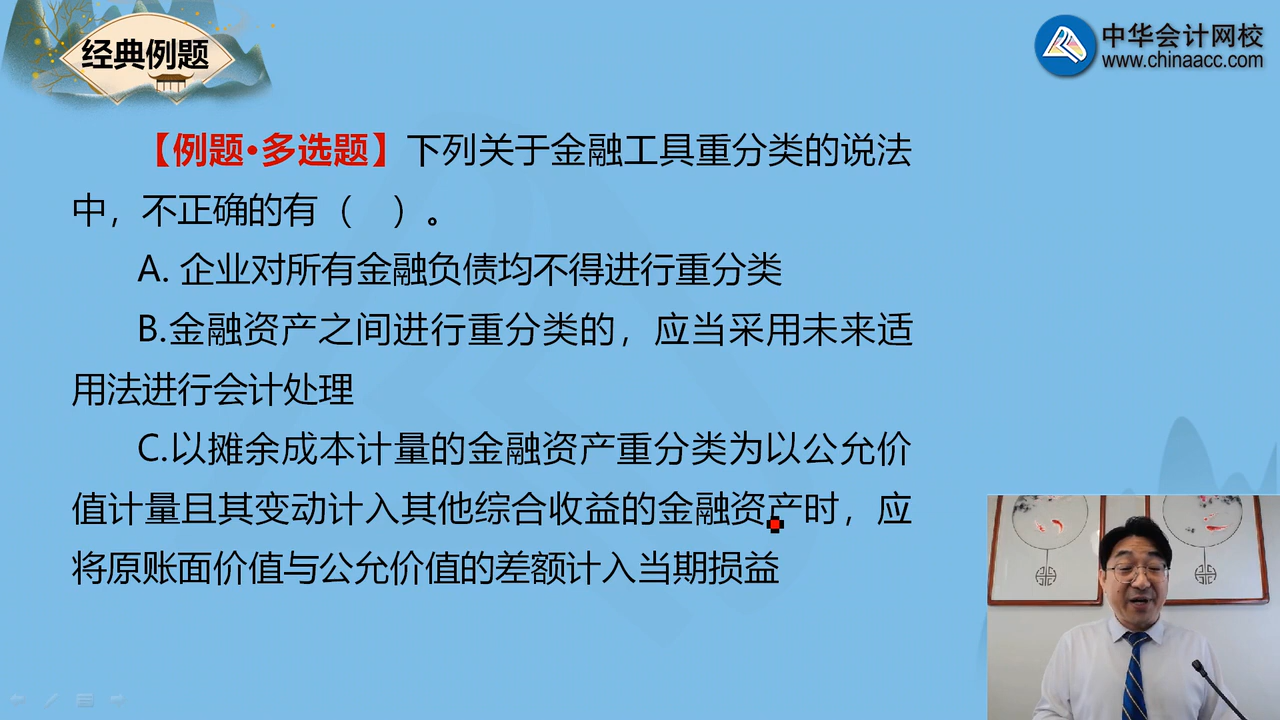 经典例题
中华会计网校
www.chinaacc.com
【例题•多选题】下列关于金融工具重分类的说法
中，不正确的有（　）。
A. 企业对所有金融负债均不得进行重分类
B.金融资产之间进行重分类的，应当采用未来适
用法进行会计处理
C.以摊余成本计量的金融资产重分类为以公允价
值计量且其变动计入其他综合收益的金融资产时，应
将原账面价值与公允价值的差额计入当期损益